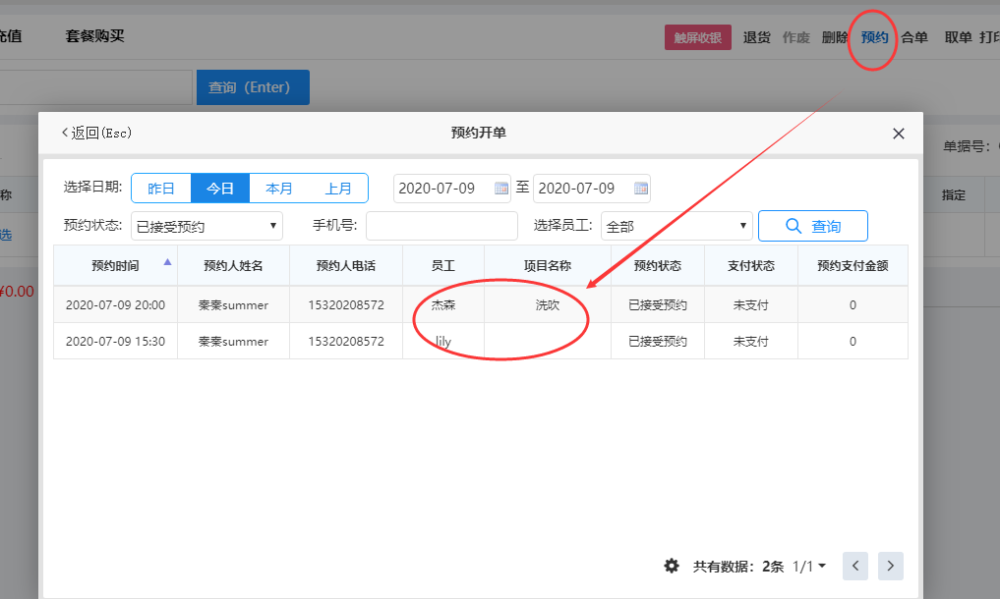 充值 套餐购买 触屏收银 退货 作废 删除 预约 合单 取单 打印
查询（Enter）
返回(Esc) 预约开单
单据号:
选择日期: 昨日 今日 本月 上月 2020-07-09 至 2020-07-09
称 指定
预约状态: 已接受预约 手机号: 选择员工: 全部 查询
选
预约时间 预约人姓名 预约人电话 员工 项目名称 预约状态 支付状态 预约支付金额
¥0.00
2020-07-09 20:00 秦秦summer 15320208572 杰森 洗吹 已接受预约 未支付 0
2020-07-09 15:30 秦秦summer 15320208572 lily 已接受预约 未支付 0
共有数据: 2条 1/1